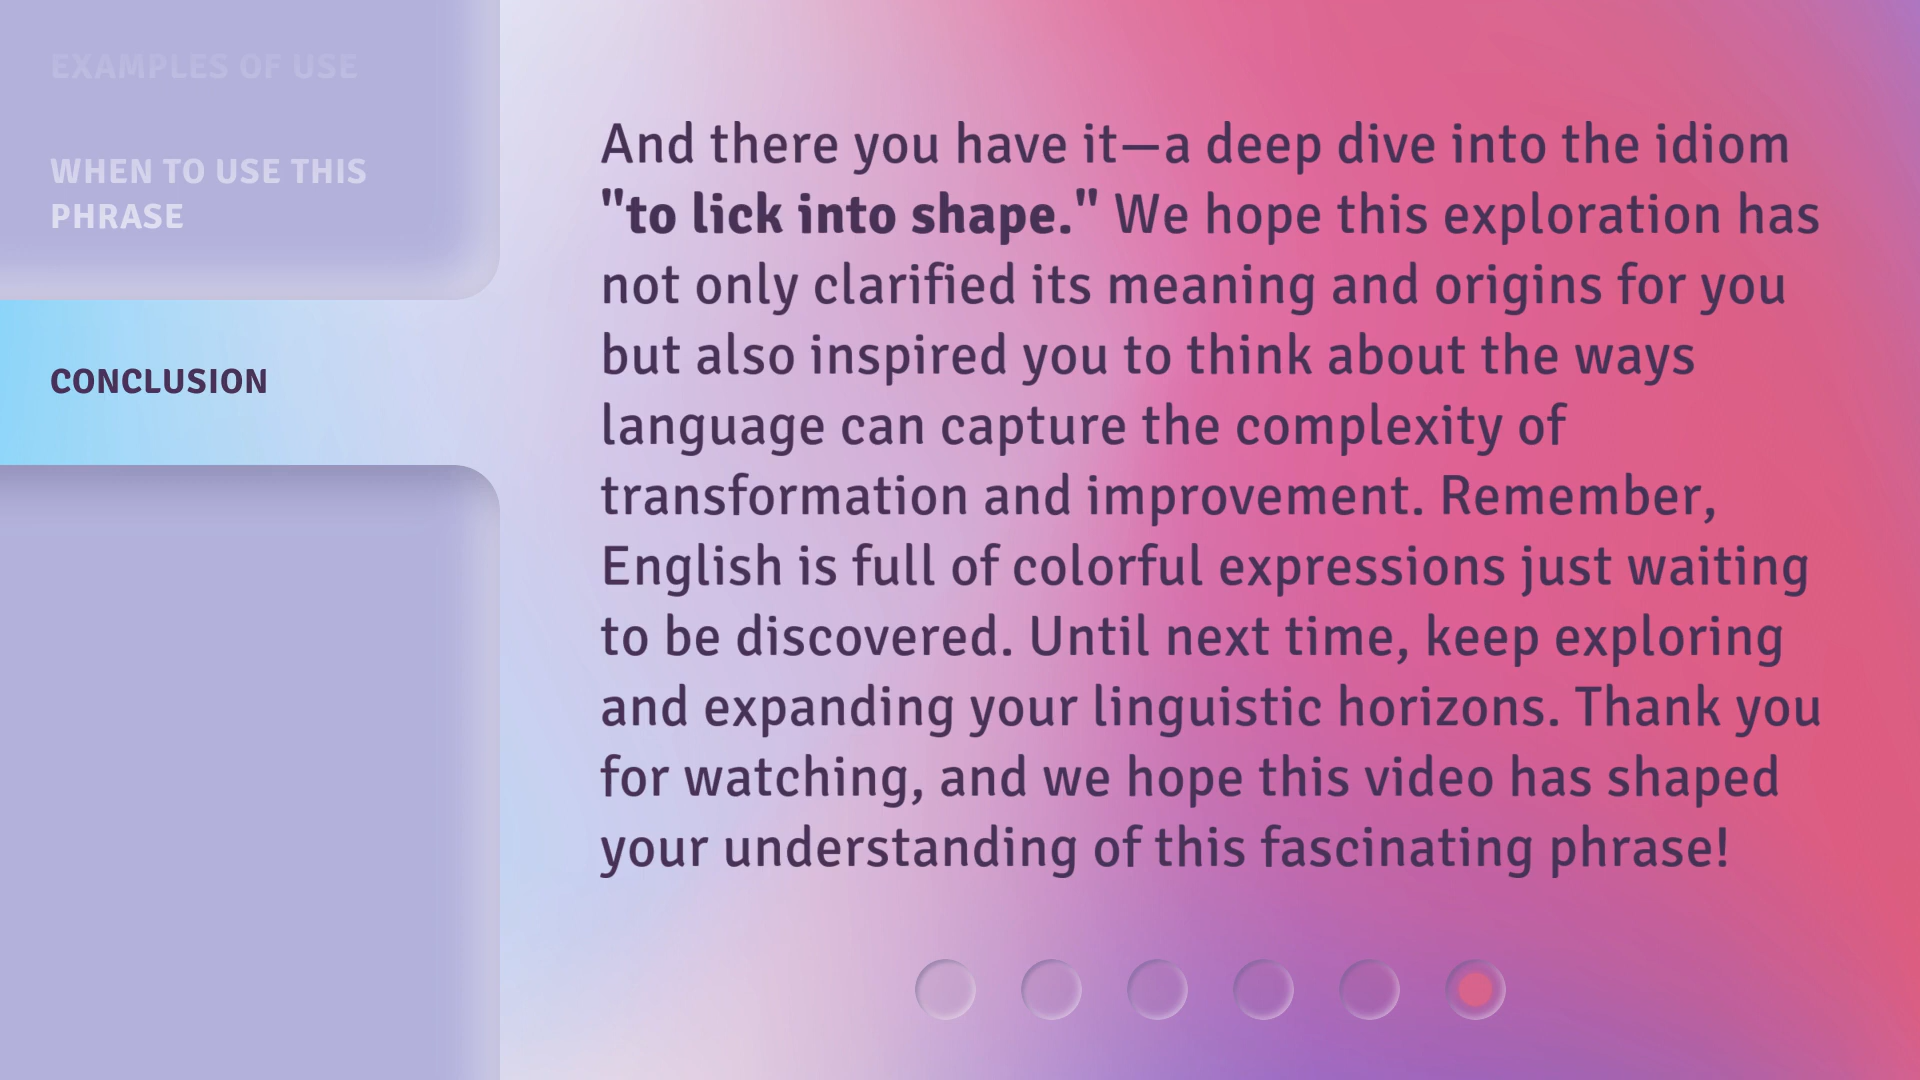 EXAMPLES OF USE
WHEN TO USE THIS
PHRASE
CONCLUSION
And there you have it—a deep dive into the idiom
"to lick into shape." We hope this exploration has
not only clarified its meaning and origins for you
but also inspired you to think about the ways
language can capture the complexity of
transformation and improvement. Remember,
English is full of colorful expressions just waiting
to be discovered. Until next time, keep exploring
and expanding your linguistic horizons. Thank you
for watching, and we hope this video has shaped
your understanding of this fascinating phrase!